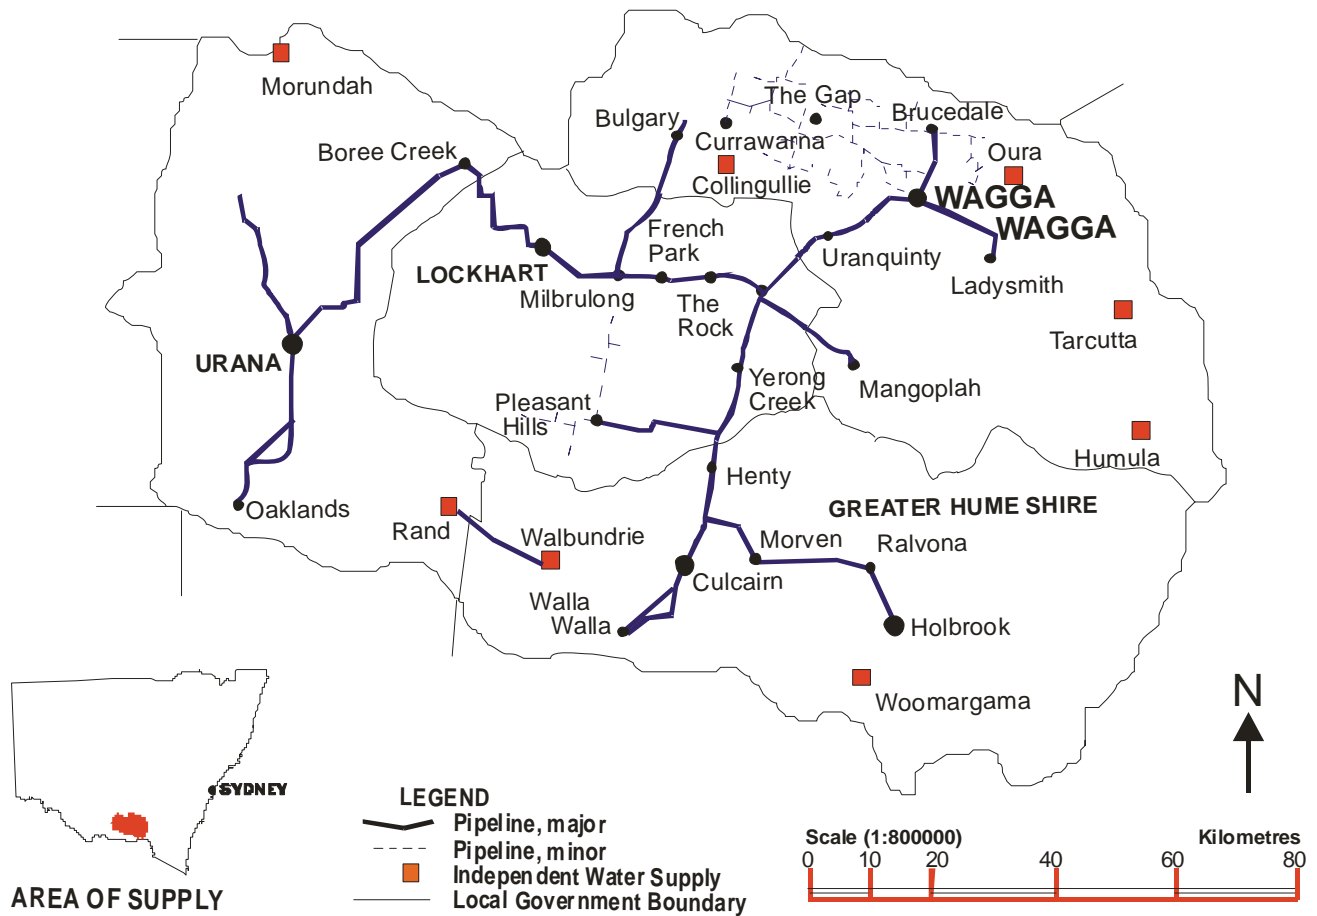 Morundah
The Gap
Bulgary
Brucedale
Currawarna
Boree Creek
Oura
Collingullie
WAGGA
WAGGA
French
Park
Uranquinty
LOCKHART
Ladysmith
Milbrulong
The
Rock
Tarcutta
URANA
Yerong
Creek
Mangoplah
Pleasant
Hills
Humula
Henty
GREATER HUME SHIRE
Oaklands
Rand
Walbundrie
Morven
Ralvona
Culcairn
Walla
Walla
Holbrook
Woomargama
N
SYDNEY
AREA OF SUPPLY
LEGEND
Pipeline, major
Pipeline, minor
Independent Water Supply
Local Government Boundary
Scale (1:800000)
Kilometres
0 10 20 40 60 80